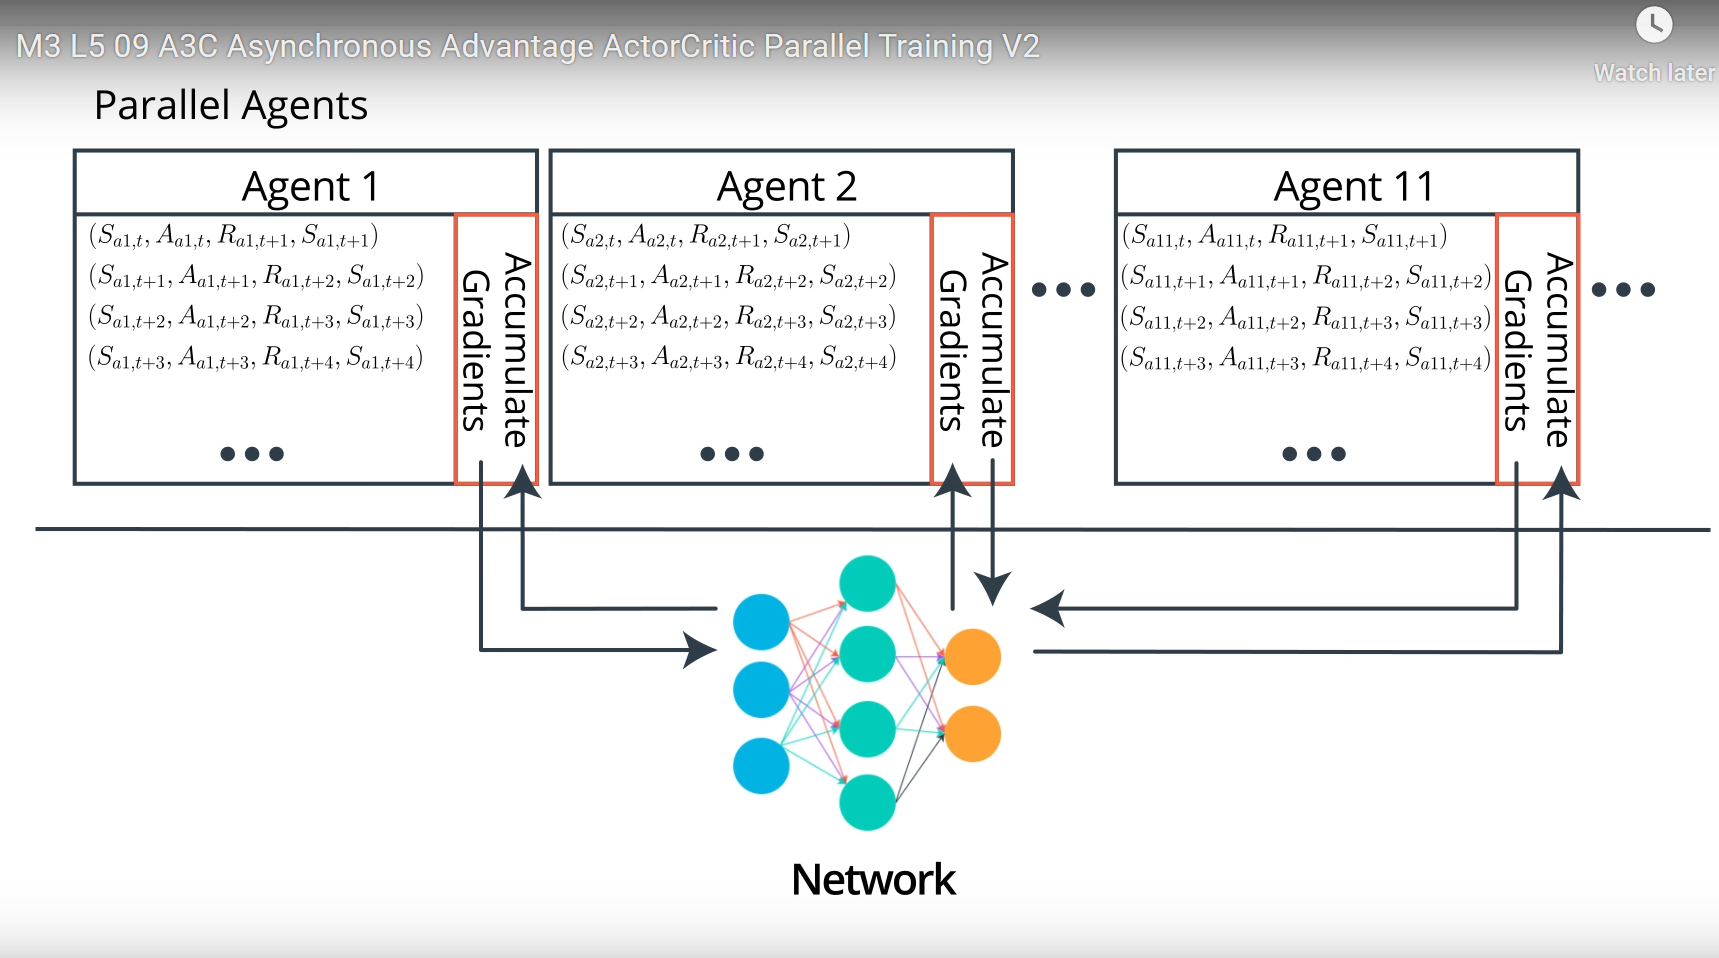 M3 L5 09 A3C Asynchronous Advantage ActorCritic Parallel Training V2
Watch later
Parallel Agents
Agent 1
(S_{a1,t}, A_{a1,t}, R_{a1,t+1}, S_{a1,t+1})
(S_{a1,t+1}, A_{a1,t+1}, R_{a1,t+2}, S_{a1,t+2})
(S_{a1,t+2}, A_{a1,t+2}, R_{a1,t+3}, S_{a1,t+3})
(S_{a1,t+3}, A_{a1,t+3}, R_{a1,t+4}, S_{a1,t+4})
Accumulate
Gradients
Agent 2
(S_{a2,t}, A_{a2,t}, R_{a2,t+1}, S_{a2,t+1})
(S_{a2,t+1}, A_{a2,t+1}, R_{a2,t+2}, S_{a2,t+2})
(S_{a2,t+2}, A_{a2,t+2}, R_{a2,t+3}, S_{a2,t+3})
(S_{a2,t+3}, A_{a2,t+3}, R_{a2,t+4}, S_{a2,t+4})
Accumulate
Gradients
Agent 11
(S_{a11,t}, A_{a11,t}, R_{a11,t+1}, S_{a11,t+1})
(S_{a11,t+1}, A_{a11,t+1}, R_{a11,t+2}, S_{a11,t+2})
(S_{a11,t+2}, A_{a11,t+2}, R_{a11,t+3}, S_{a11,t+3})
(S_{a11,t+3}, A_{a11,t+3}, R_{a11,t+4}, S_{a11,t+4})
Accumulate
Gradients
Network